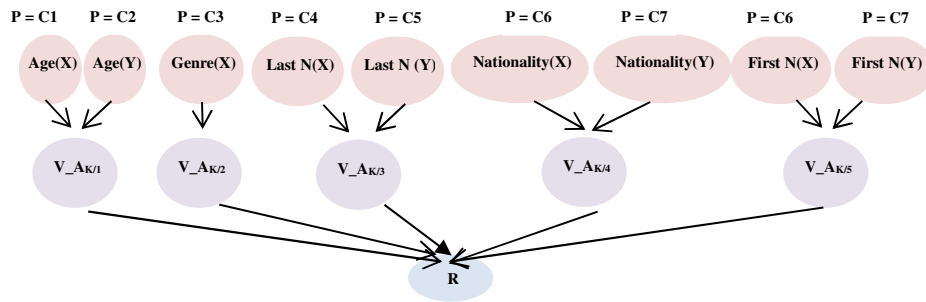 P = C1 P = C2 P = C3 P = C4 P = C5 P = C6 P = C7 P = C6 P = C7
Age(X) Age(Y) Genre(X) Last N(X) Last N (Y) Nationality(X) Nationality(Y) First N(X) First N(Y)
V_AK/1 V_AK/2 V_AK/3 V_AK/4 V_AK/5
R